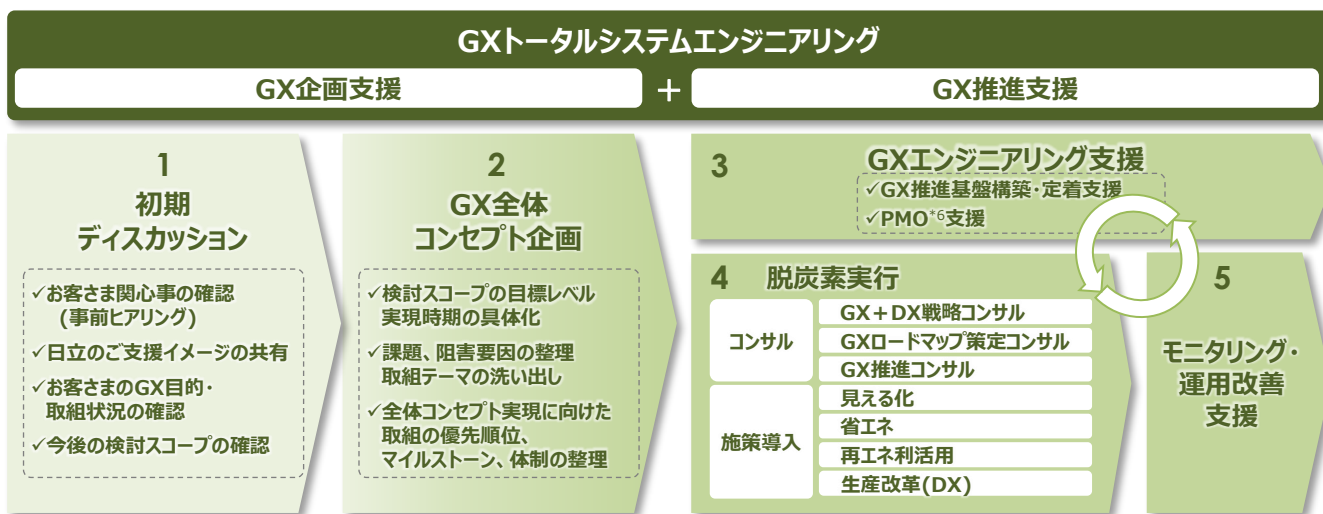 GXトータルシステムエンジニアリング
GX企画支援
+
GX推進支援
1
初期
ディスカッション
✓お客さま関心事の確認
(事前ヒアリング)
✓日立のご支援イメージの共有
✓お客さまのGX目的・
取組状況の確認
✓今後の検討スコープの確認
2
GX全体
コンセプト企画
✓検討スコープの目標レベル
実現時期の具体化
✓課題、阻害要因の整理
取組テーマの洗い出し
✓全体コンセプト実現に向けた
取組の優先順位、
マイルストーン、体制の整理
3
GXエンジニアリング支援
✓GX推進基盤構築・定着支援
✓PMO*6支援
4 脱炭素実行
コンサル
GX+DX戦略コンサル
GXロードマップ策定コンサル
GX推進コンサル
施策導入
見える化
省エネ
再エネ利活用
生産改革(DX)
5
モニタリング・
運用改善
支援